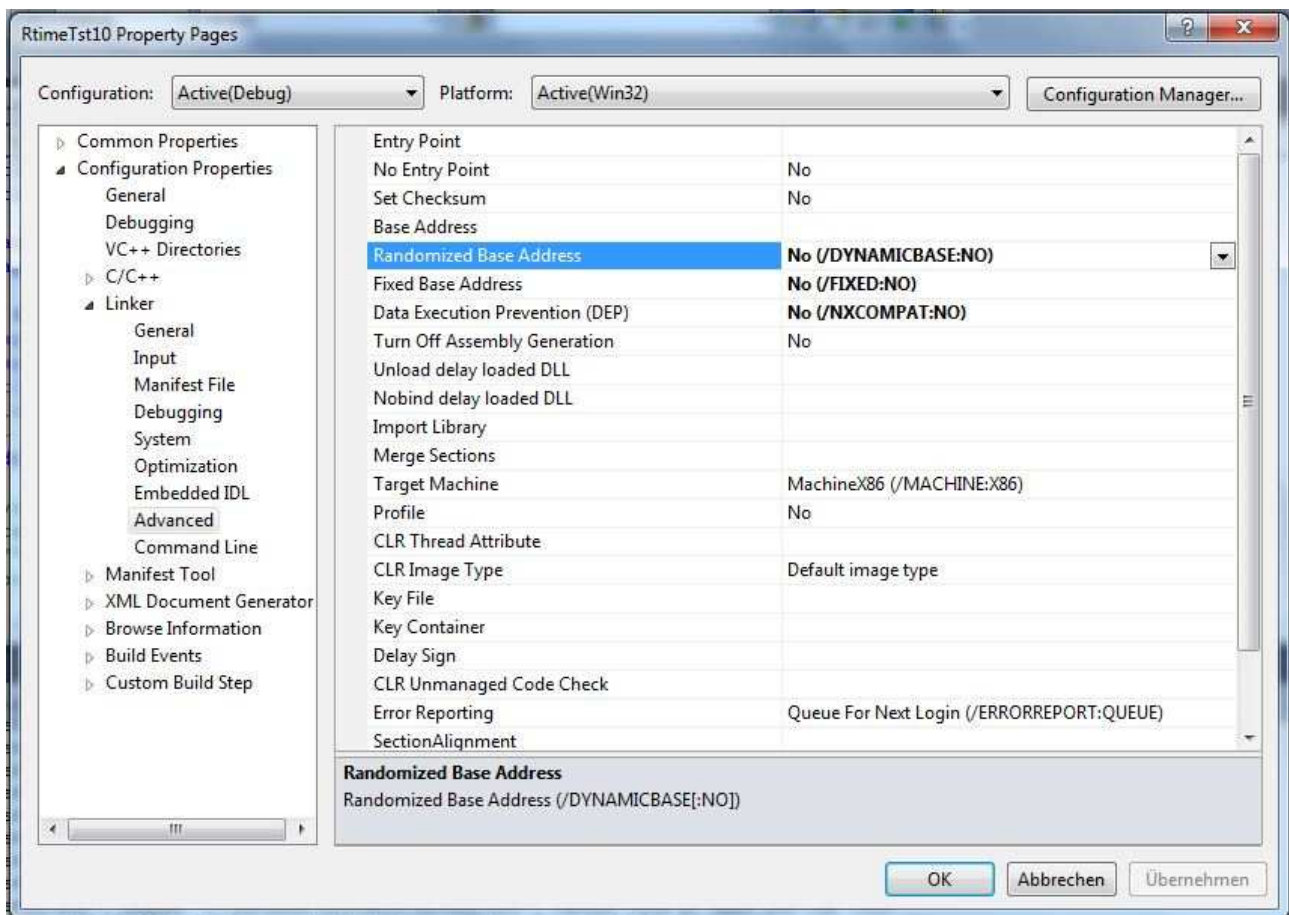 RtimeTst10 Property Pages
Configuration: Active(Debug) Platform: Active(Win32) Configuration Manager...
Common Properties
Configuration Properties
General
Debugging
VC++ Directories
C/C++
Linker
General
Input
Manifest File
Debugging
System
Optimization
Embedded IDL
Advanced
Command Line
Manifest Tool
XML Document Generator
Browse Information
Build Events
Custom Build Step
Entry Point
No Entry Point No
Set Checksum No
Base Address
Randomized Base Address No (/DYNAMICBASE:NO)
Fixed Base Address No (/FIXED:NO)
Data Execution Prevention (DEP) No (/NXCOMPAT:NO)
Turn Off Assembly Generation No
Unload delay loaded DLL
Nobind delay loaded DLL
Import Library
Merge Sections
Target Machine MachineX86 (/MACHINE:X86)
Profile No
CLR Thread Attribute
CLR Image Type Default image type
Key File
Key Container
Delay Sign
CLR Unmanaged Code Check
Error Reporting Queue For Next Login (/ERRORREPORT:QUEUE)
SectionAlignment
Randomized Base Address
Randomized Base Address (/DYNAMICBASE[:NO])
OK Abbrechen Übernehmen